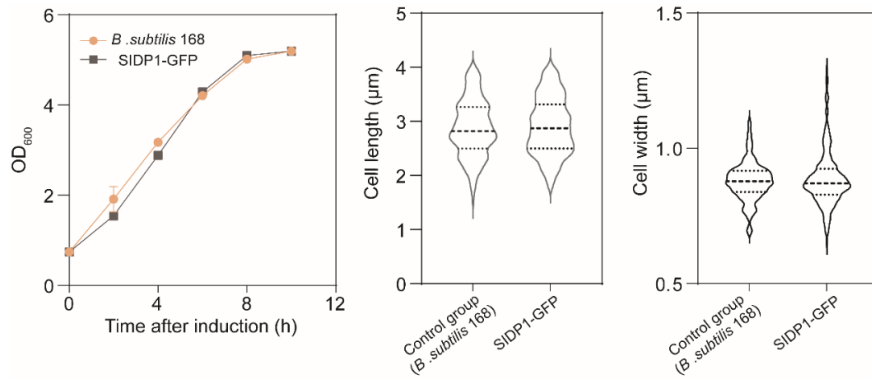 6
4
2
0
OD600
B .subtilis 168
SIDP1-GFP
0
4
8
12
Time after induction (h)
5
4
3
2
1
0
Cell length (μm)
Control group
(B .subtilis 168)
SIDP1-GFP
1.5
1.0
0.5
Cell width (μm)
Control group
(B .subtilis 168)
SIDP1-GFP